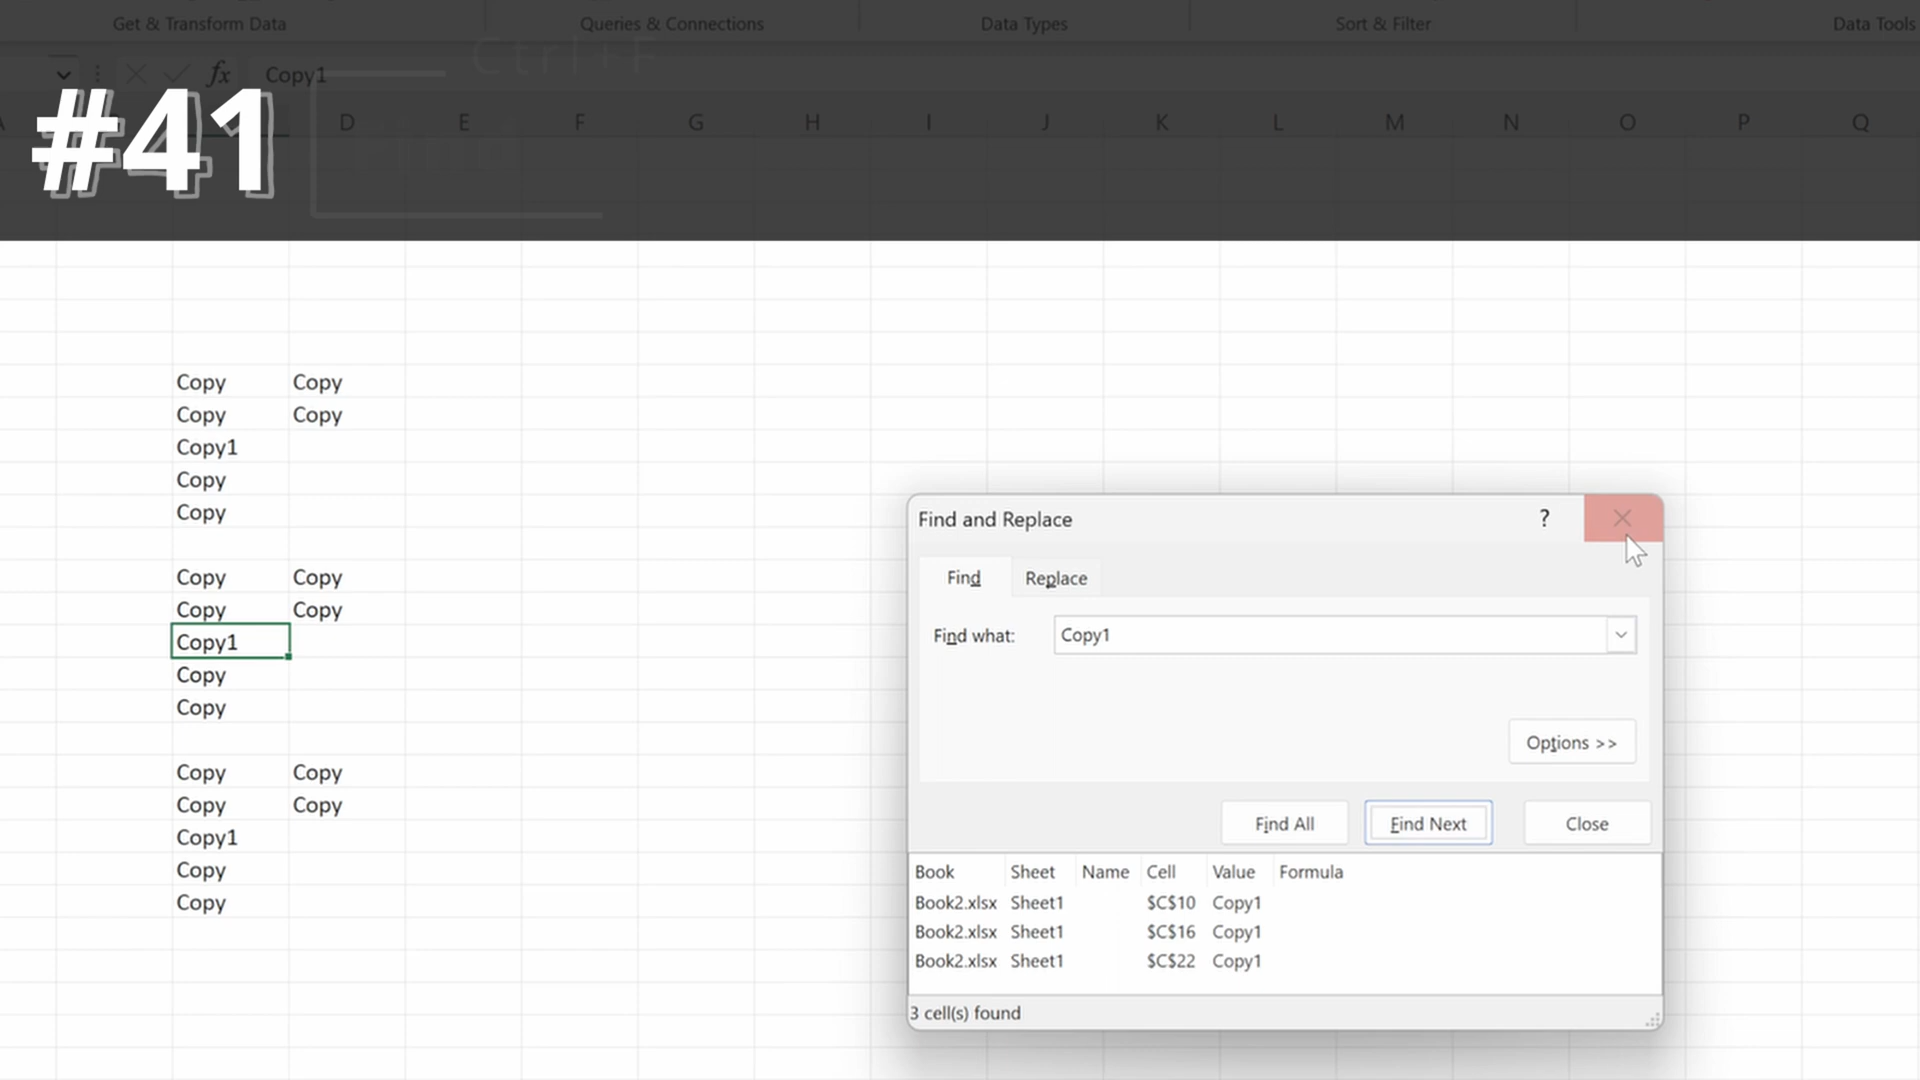 Get & Transform Data Queries & Connections Data Types Sort & Filter Data Tools
Ctrl+F
fx Copy1
#41
D E F G H I J K L M N O P Q
Copy Copy
Copy Copy
Copy1
Copy
Copy
Copy Copy
Copy Copy
Copy1
Copy
Copy
Copy Copy
Copy Copy
Copy1
Copy
Copy
Find and Replace ?
Find Replace
Find what: Copy1
Options >>
Find All Find Next Close
Book Sheet Name Cell Value Formula
Book2.xlsx Sheet1 $C$10 Copy1
Book2.xlsx Sheet1 $C$16 Copy1
Book2.xlsx Sheet1 $C$22 Copy1
3 cell(s) found